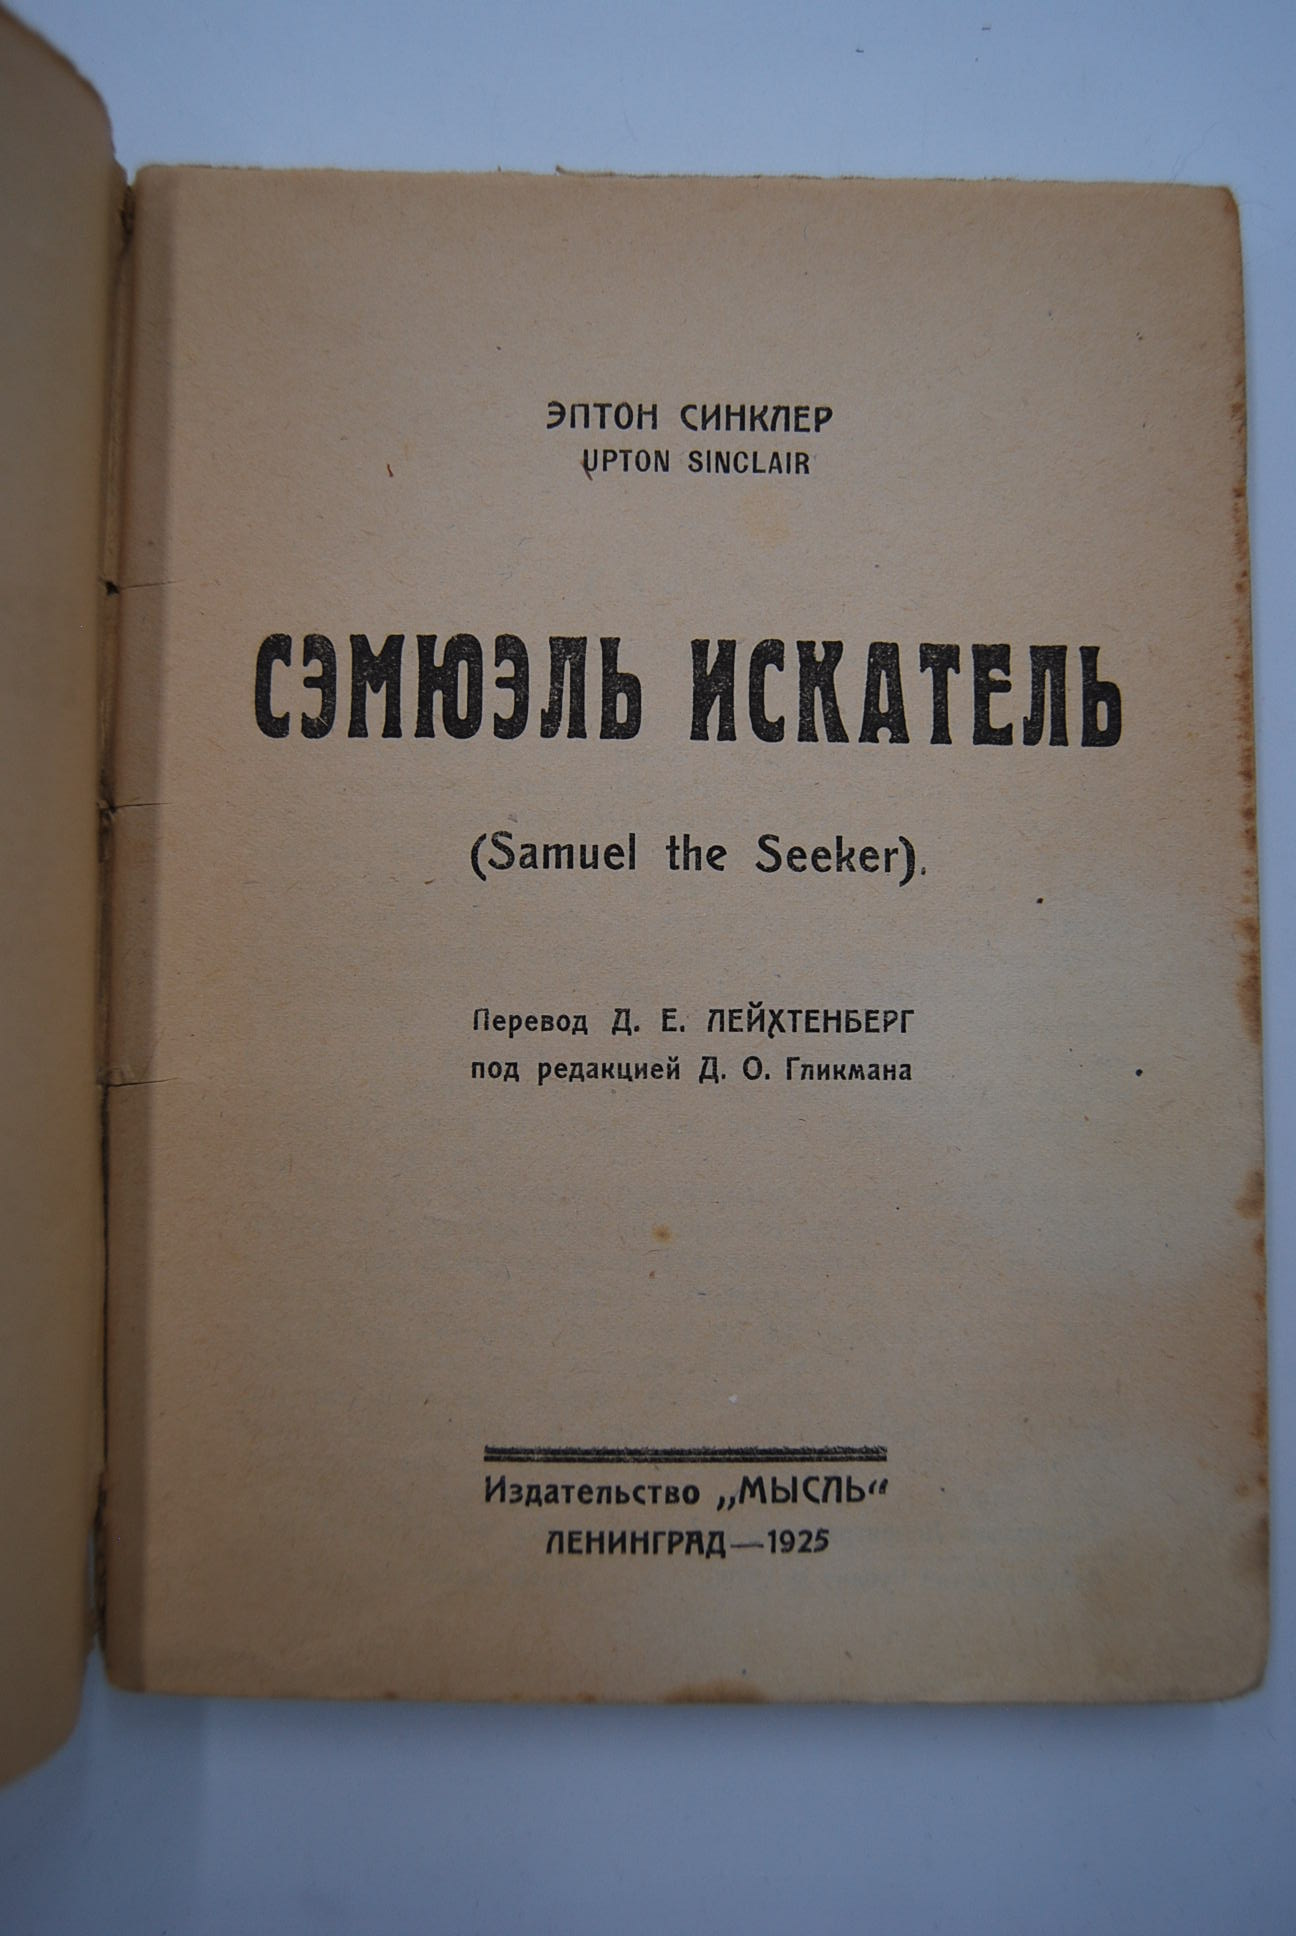 ЭПТОН СИНКЛЕР
UPTON SINCLAIR
СЭМЮЭЛЬ ИСКАТЕЛЬ
(Samuel the Seeker).
Перевод Д. Е. ЛЕЙХТЕНБЕРГ
под редакцией Д. О. Гликмана
Издательство „МЫСЛЬ“
ЛЕНИНГРАД—1925